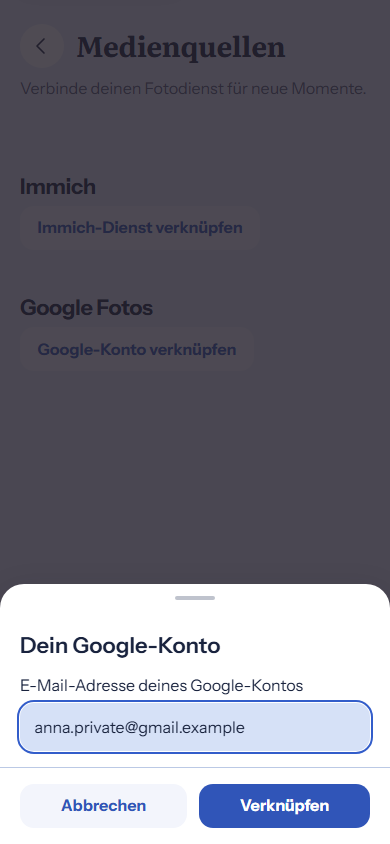 Medienquellen
Verbinde deinen Fotodienst für neue Momente.
Immich
Immich-Dienst verknüpfen
Google Fotos
Google-Konto verknüpfen
Dein Google-Konto
E-Mail-Adresse deines Google-Kontos
anna.private@gmail.example
Abbrechen
Verknüpfen